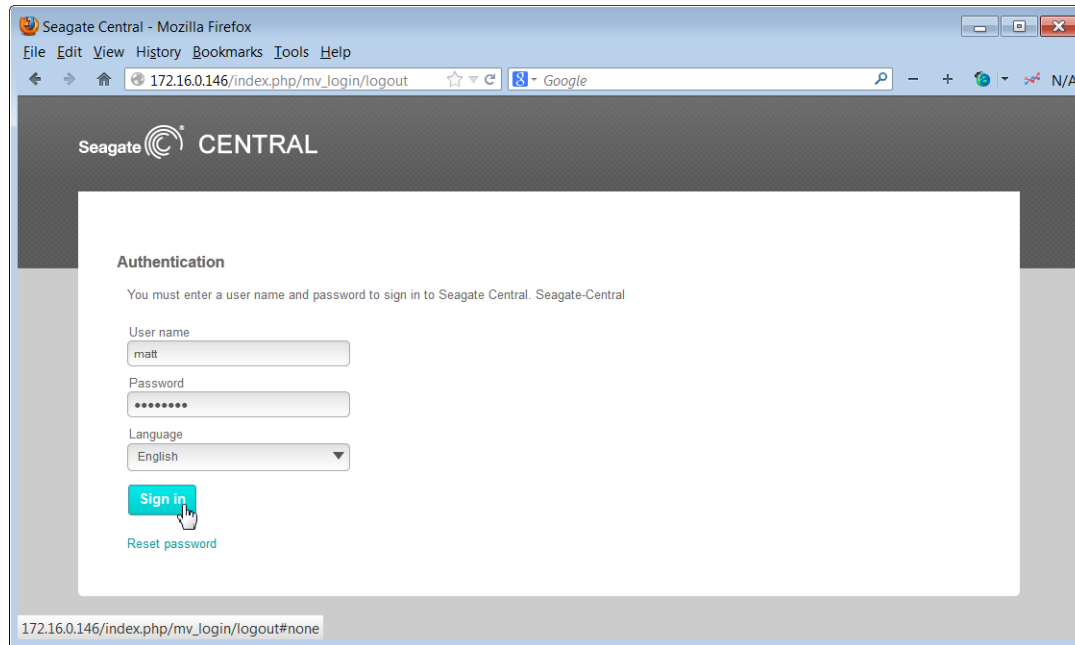 Seagate Central - Mozilla Firefox
File Edit View History Bookmarks Tools Help
172.16.0.146/index.php/mv_login/logout Google N/A
Seagate CENTRAL
Authentication
You must enter a user name and password to sign in to Seagate Central. Seagate-Central
User name
matt
Password
••••••••
Language
English
Sign in
Reset password
172.16.0.146/index.php/mv_login/logout#none